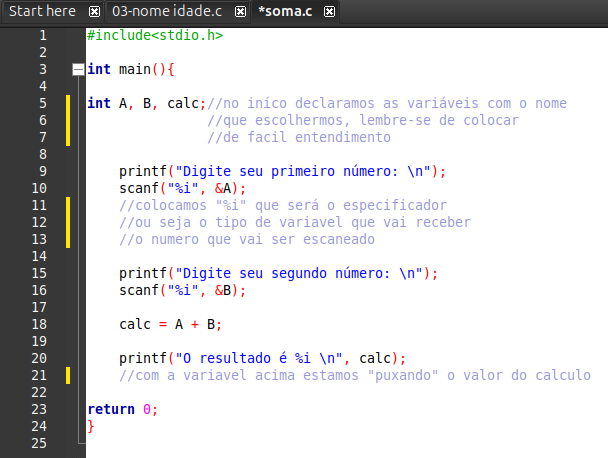 Start here 03-nome idade.c *soma.c
1 #include<stdio.h>
2
3 int main(){
4
5 int A, B, calc;//no iníco declaramos as variáveis com o nome
6 //que escolhermos, lembre-se de colocar
7 //de facil entendimento
8
9 printf("Digite seu primeiro número: \n");
10 scanf("%i", &A);
11 //colocamos "%i" que será o especificador
12 //ou seja o tipo de variavel que vai receber
13 //o numero que vai ser escaneado
14
15 printf("Digite seu segundo número: \n");
16 scanf("%i", &B);
17
18 calc = A + B;
19
20 printf("O resultado é %i \n", calc);
21 //com a variavel acima estamos "puxando" o valor do calculo
22
23 return 0;
24 }
25